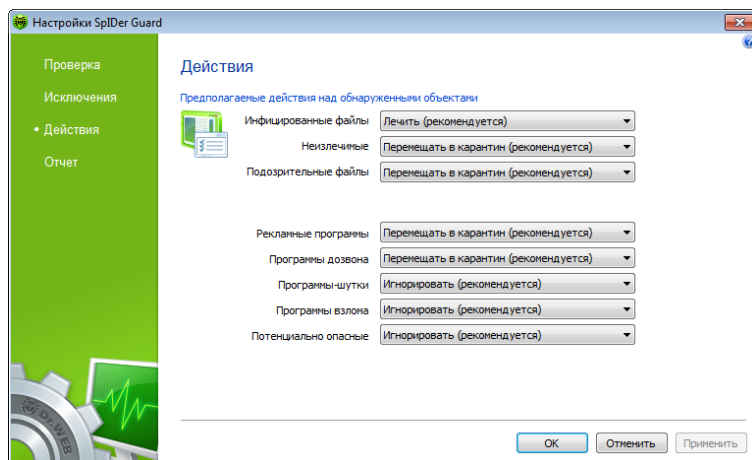 Настройки SpIDer Guard
Проверка
Исключения
Действия
Отчет
Действия
Предполагаемые действия над обнаруженными объектами
Инфицированные файлы Лечить (рекомендуется)
Неизлечимые Перемещать в карантин (рекомендуется)
Подозрительные файлы Перемещать в карантин (рекомендуется)
Рекламные программы Перемещать в карантин (рекомендуется)
Программы дозвона Перемещать в карантин (рекомендуется)
Программы-шутки Игнорировать (рекомендуется)
Программы взлома Игнорировать (рекомендуется)
Потенциально опасные Игнорировать (рекомендуется)
Dr.WEB
OK Отменить Применить